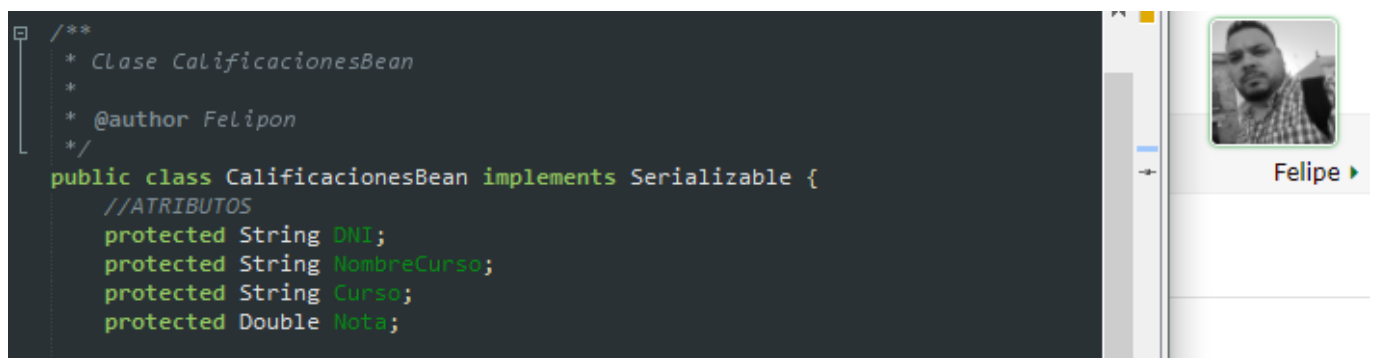 /**
* Clase CalificacionesBean
*
* @author Felipon
*/
public class CalificacionesBean implements Serializable {
//ATRIBUTOS
protected String DNI;
protected String NombreCurso;
protected String Curso;
protected Double Nota;
Felipe